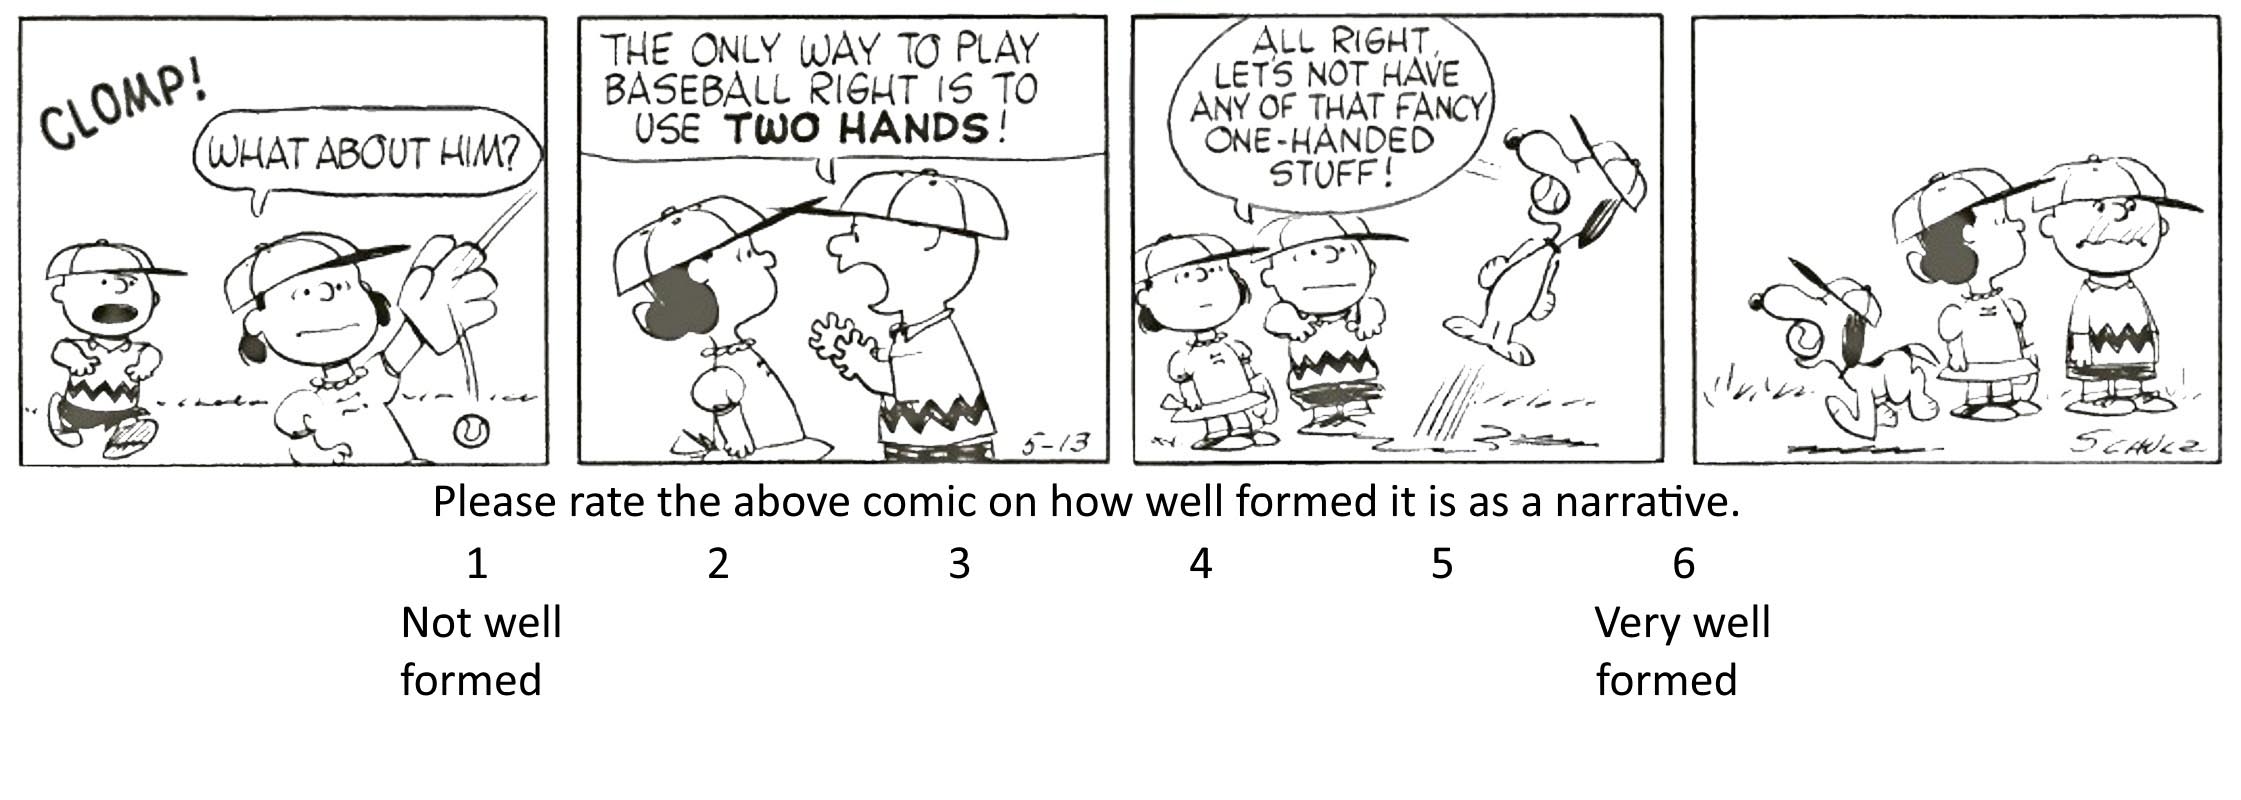 CLOMP!
WHAT ABOUT HIM?
THE ONLY WAY TO PLAY
BASEBALL RIGHT IS TO
USE TWO HANDS!
5-13
ALL RIGHT,
LET'S NOT HAVE
ANY OF THAT FANCY
ONE-HANDED
STUFF!
SCHULZ
Please rate the above comic on how well formed it is as a narrative.
1 2 3 4 5 6
Not well
formed
Very well
formed